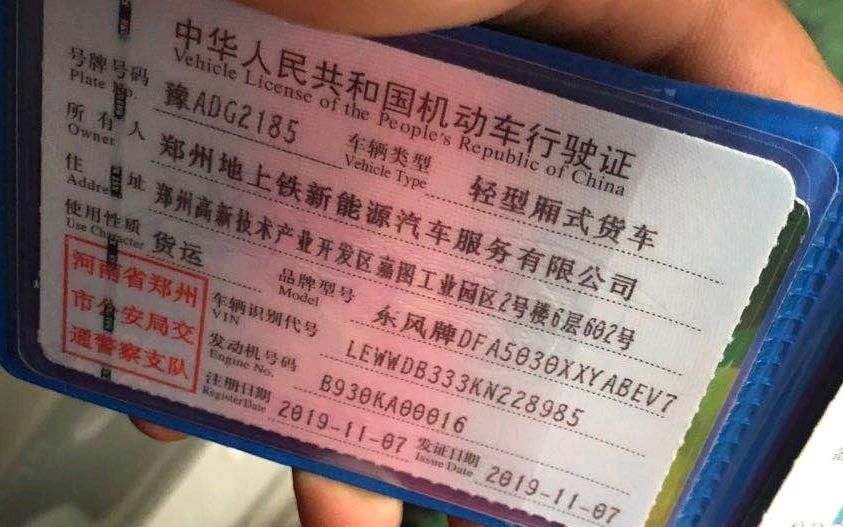 中华人民共和国机动车行驶证
Vehicle License of the People's Republic of China
号牌号码 豫ADG2185 车辆类型 轻型厢式货车
Plate No. Vehicle Type
所有人 郑州地上铁新能源汽车服务有限公司
Owner
住址 郑州高新技术产业开发区嘉图工业园区2号楼6层602号
Address
使用性质 货运 品牌型号 东风牌DFA5030XXYABEV7
Use Character Model
车辆识别代号 LEWWDB333KN228985
VIN
发动机号码 B930KA00016
Engine No.
注册日期 2019-11-07 发证日期 2019-11-07
Register Date Issue Date
河南省郑州
市公安局交
通警察支队